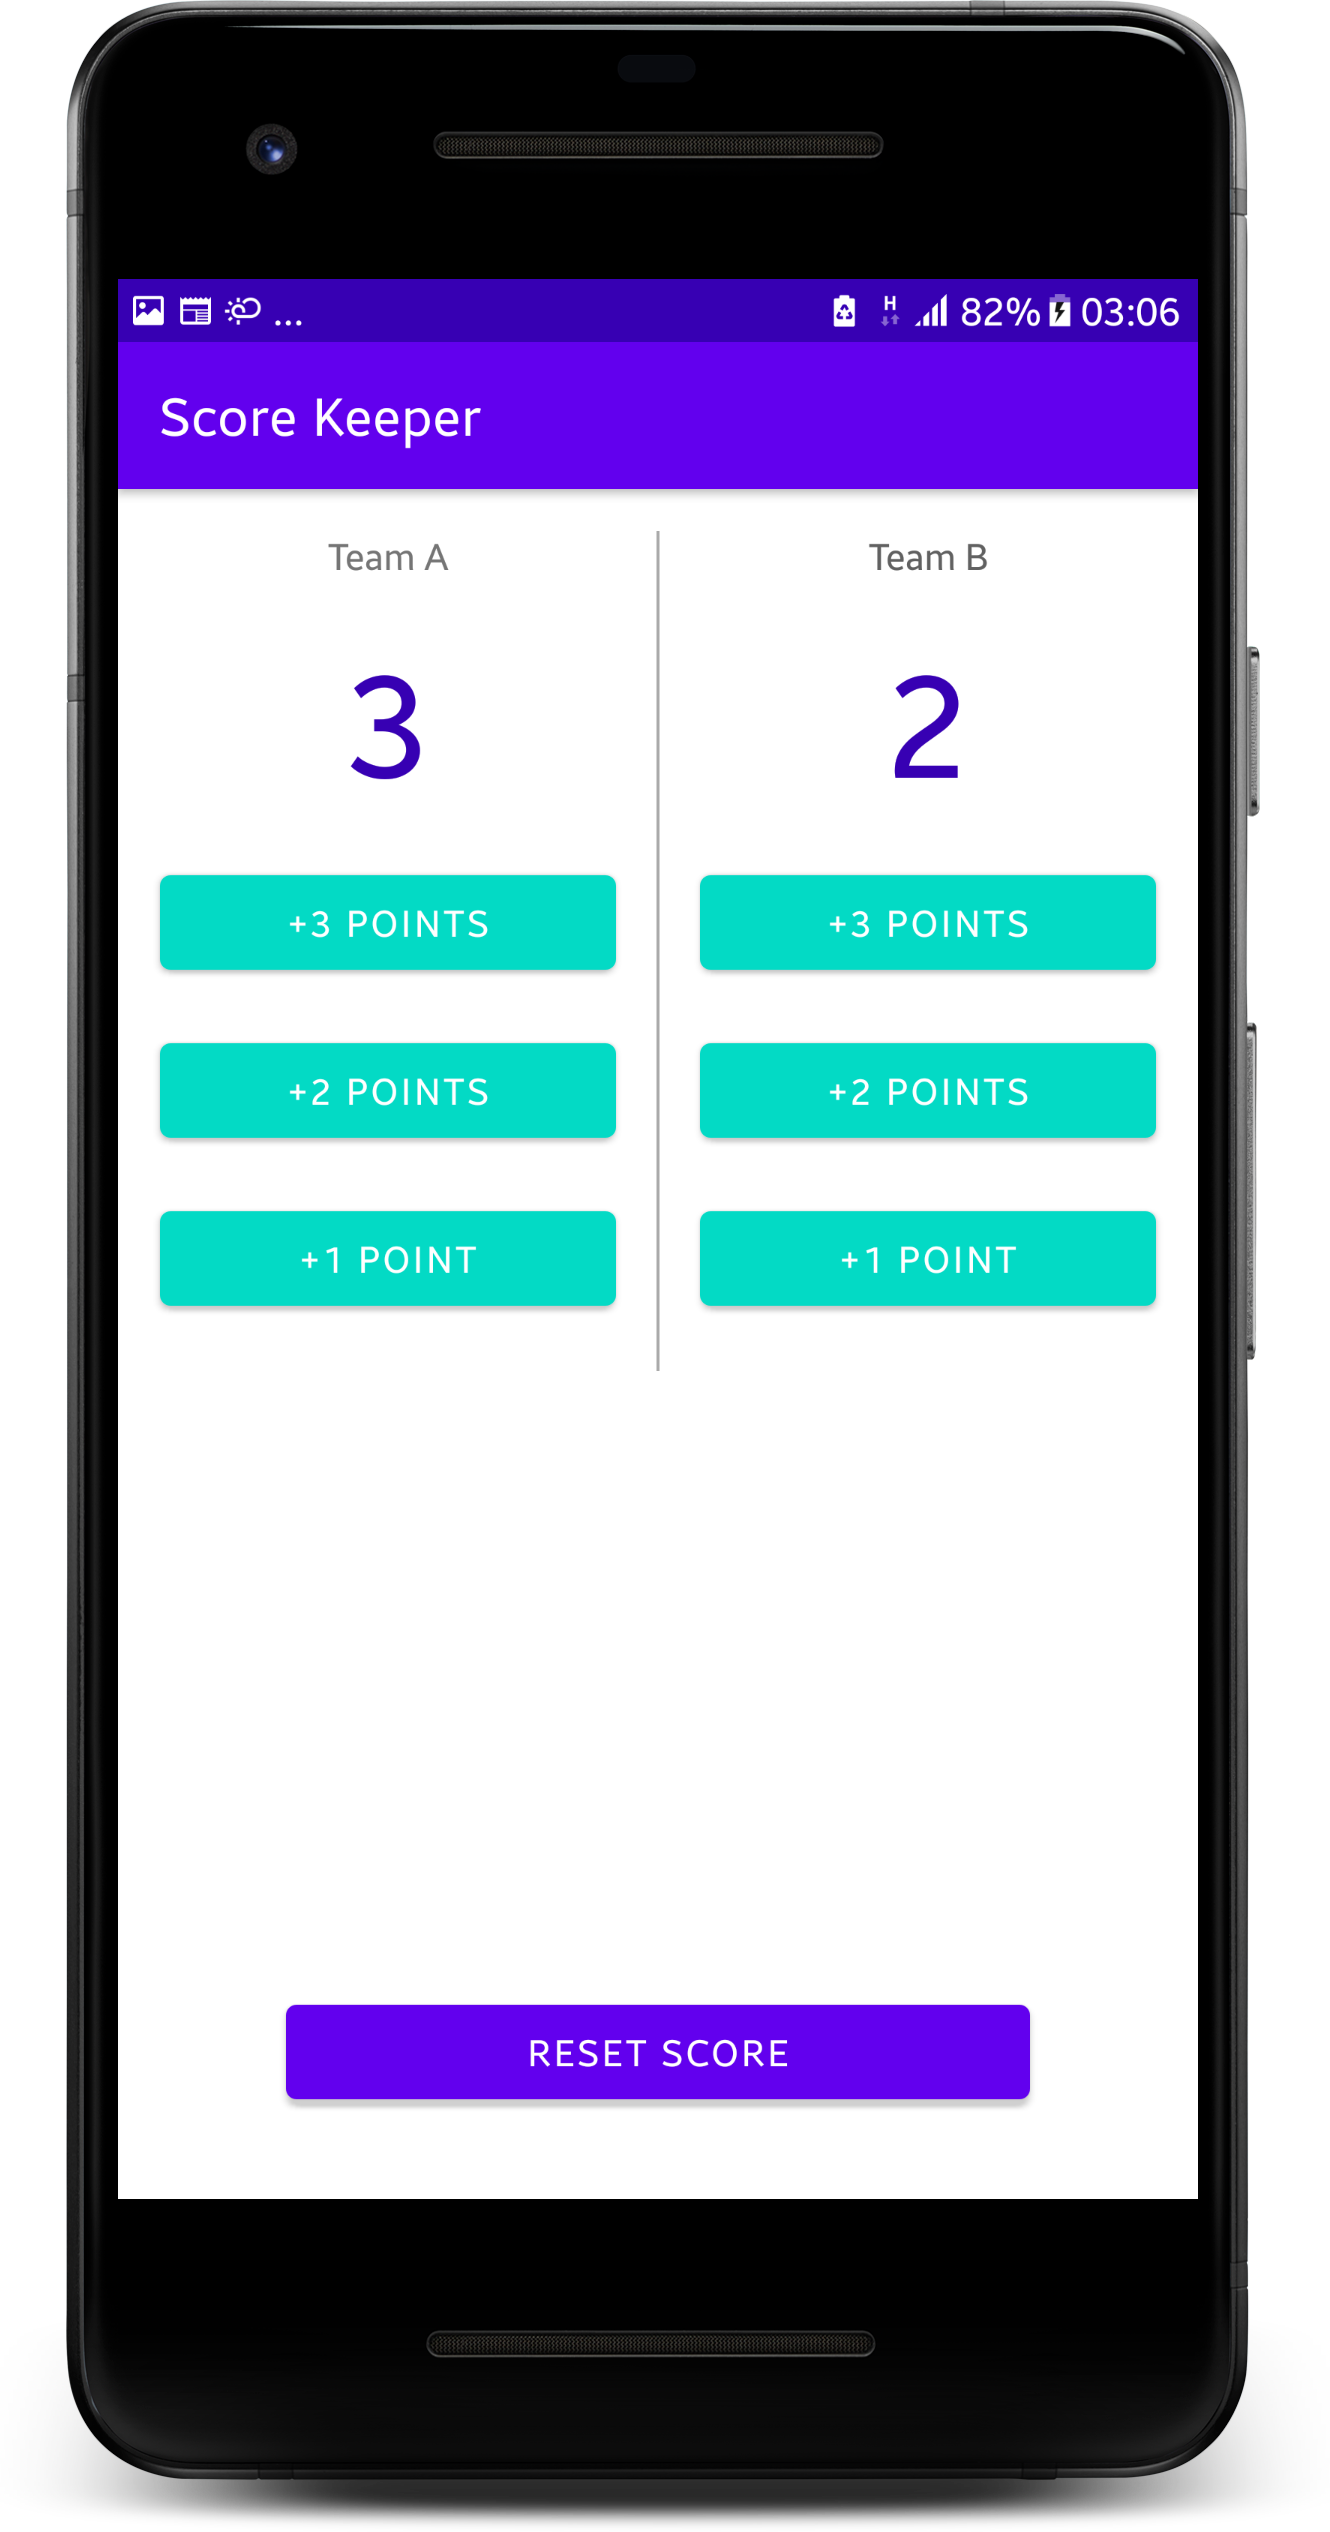 ... H 82% 03:06
Score Keeper
Team A
Team B
3
2
+3 POINTS
+3 POINTS
+2 POINTS
+2 POINTS
+1 POINT
+1 POINT
RESET SCORE